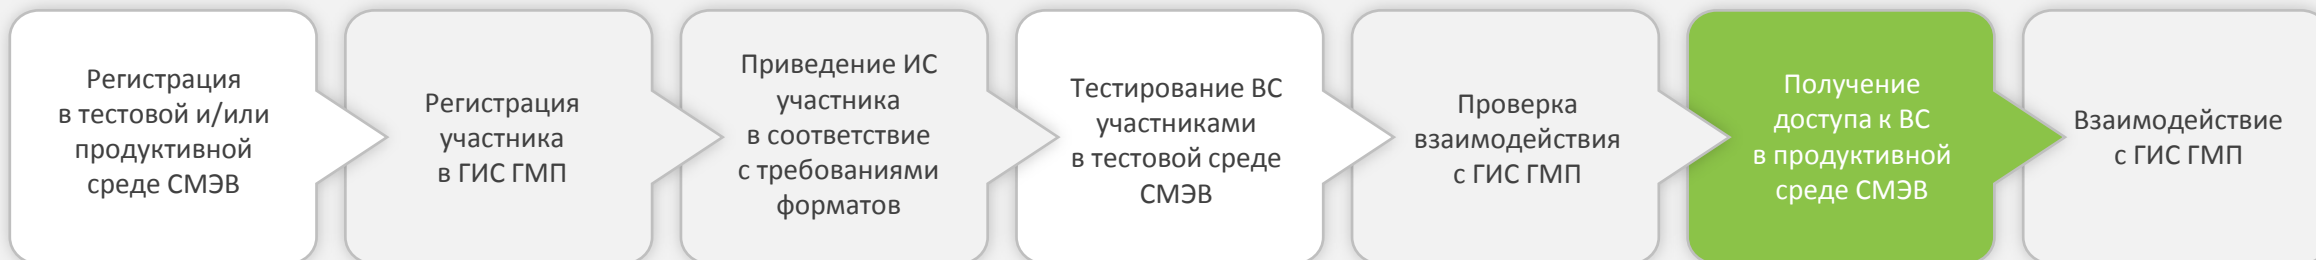 Регистрация
в тестовой и/или
продуктивной
среде СМЭВ
Регистрация
участника
в ГИС ГМП
Приведение ИС
участника
в соответствие
с требованиями
форматов
Тестирование ВС
участниками
в тестовой среде
СМЭВ
Проверка
взаимодействия
с ГИС ГМП
Получение
доступа к ВС
в продуктивной
среде СМЭВ
Взаимодействие
с ГИС ГМП